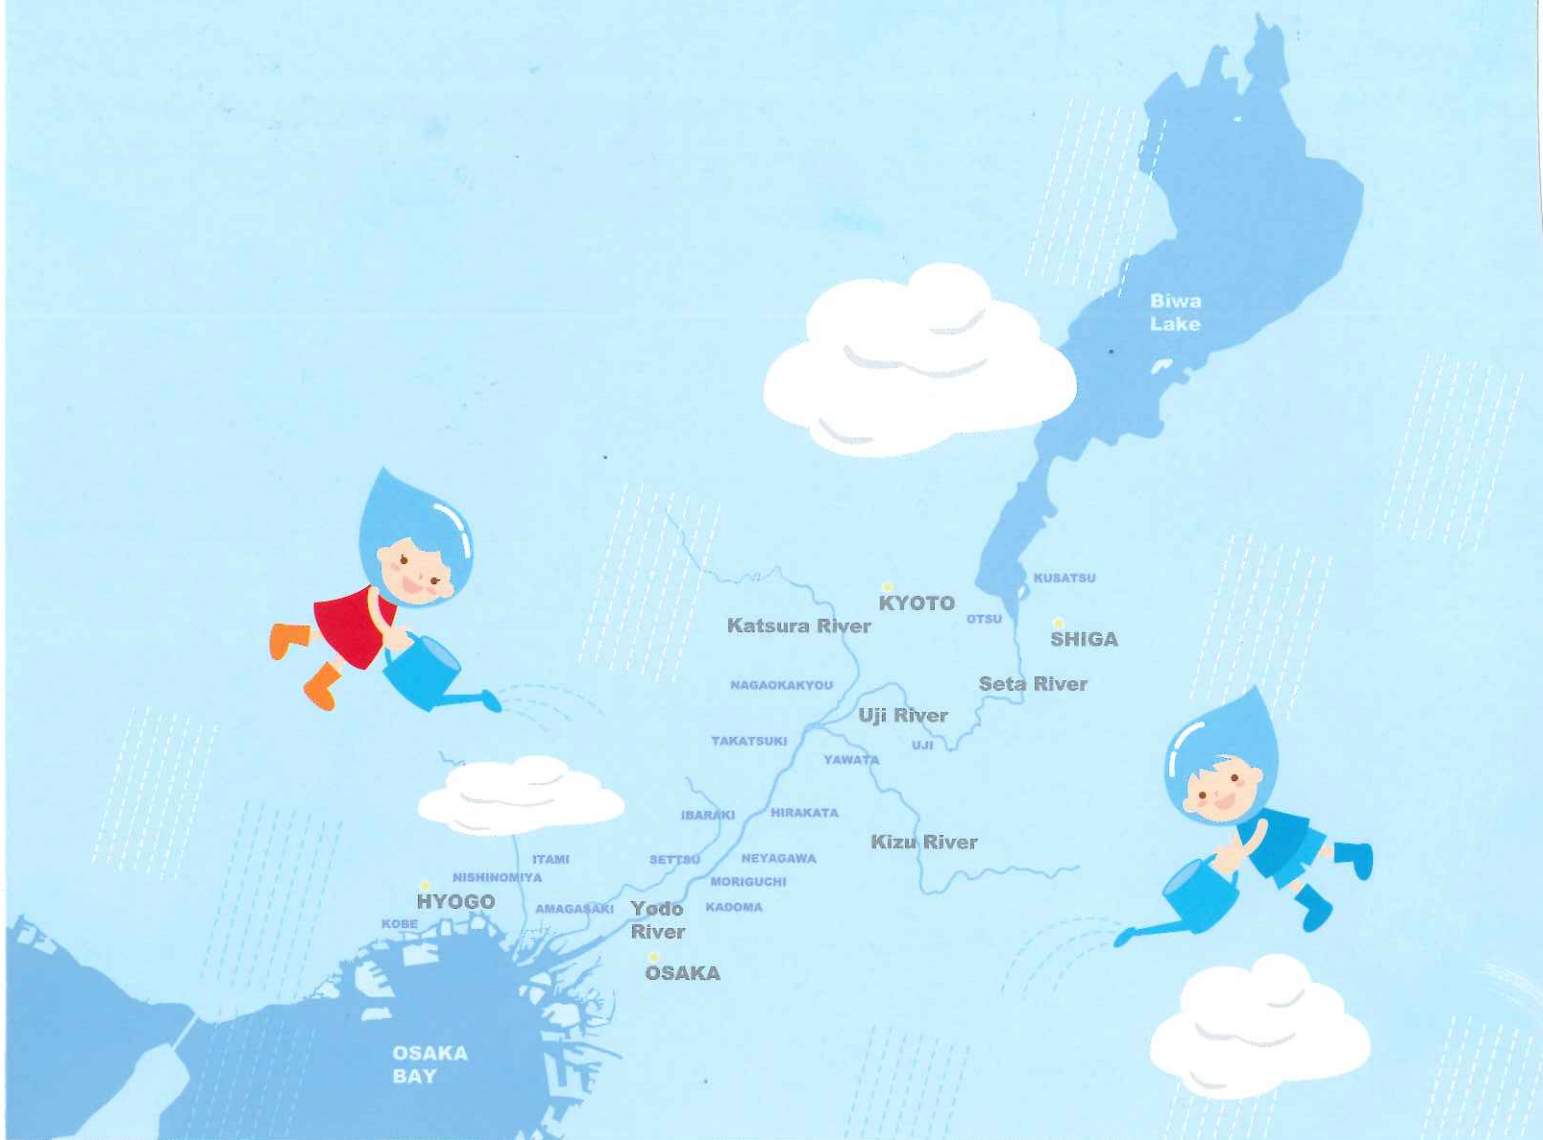 Biwa
Lake
KUSATSU
KYOTO
OTSU
Katsura River
SHIGA
NAGAOKAKYOU
Seta River
Uji River
TAKATSUKI
UJI
YAWATA
IBARAKI
HIRAKATA
Kizu River
ITAMI
SETTSU
NEYAGAWA
NISHINOMIYA
MORIGUCHI
HYOGO
AMAGASAKI
Yodo
River
KADOMA
KOBE
OSAKA
OSAKA
BAY